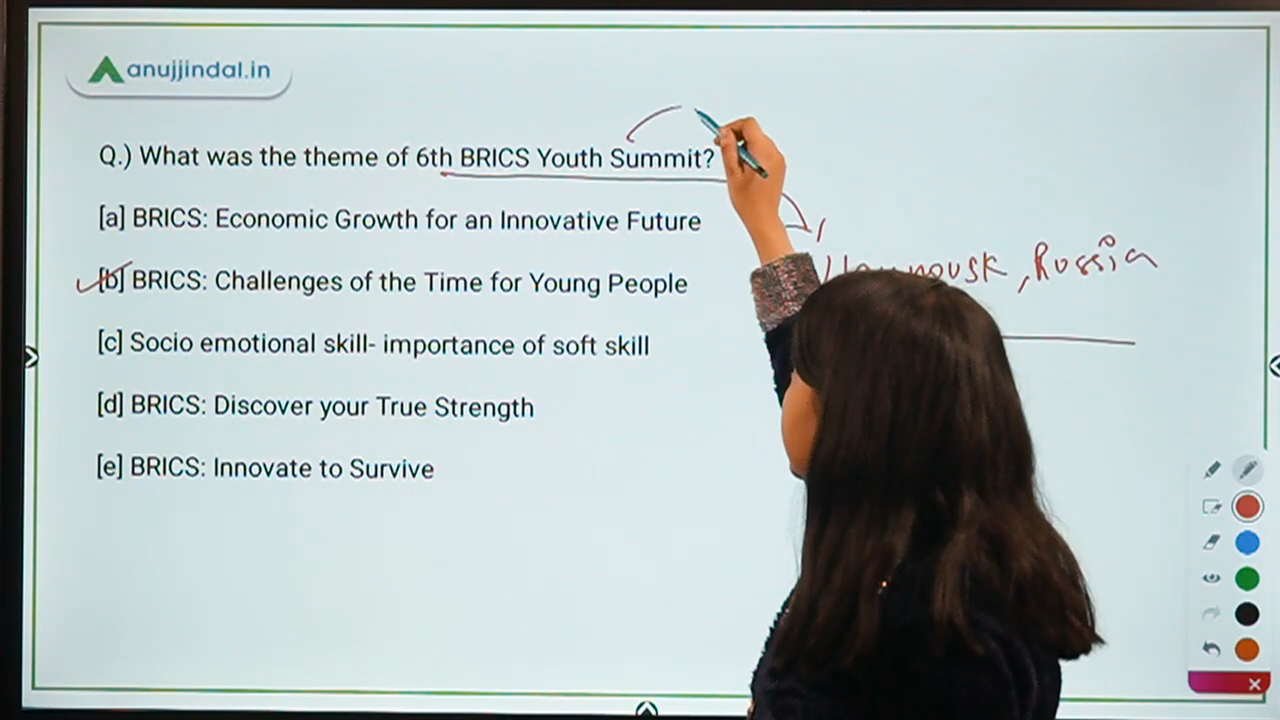 anujjindal.in
Q.) What was the theme of 6th BRICS Youth Summit?
[a] BRICS: Economic Growth for an Innovative Future
[b] BRICS: Challenges of the Time for Young People
[c] Socio emotional skill- importance of soft skill
[d] BRICS: Discover your True Strength
[e] BRICS: Innovate to Survive
, Russia